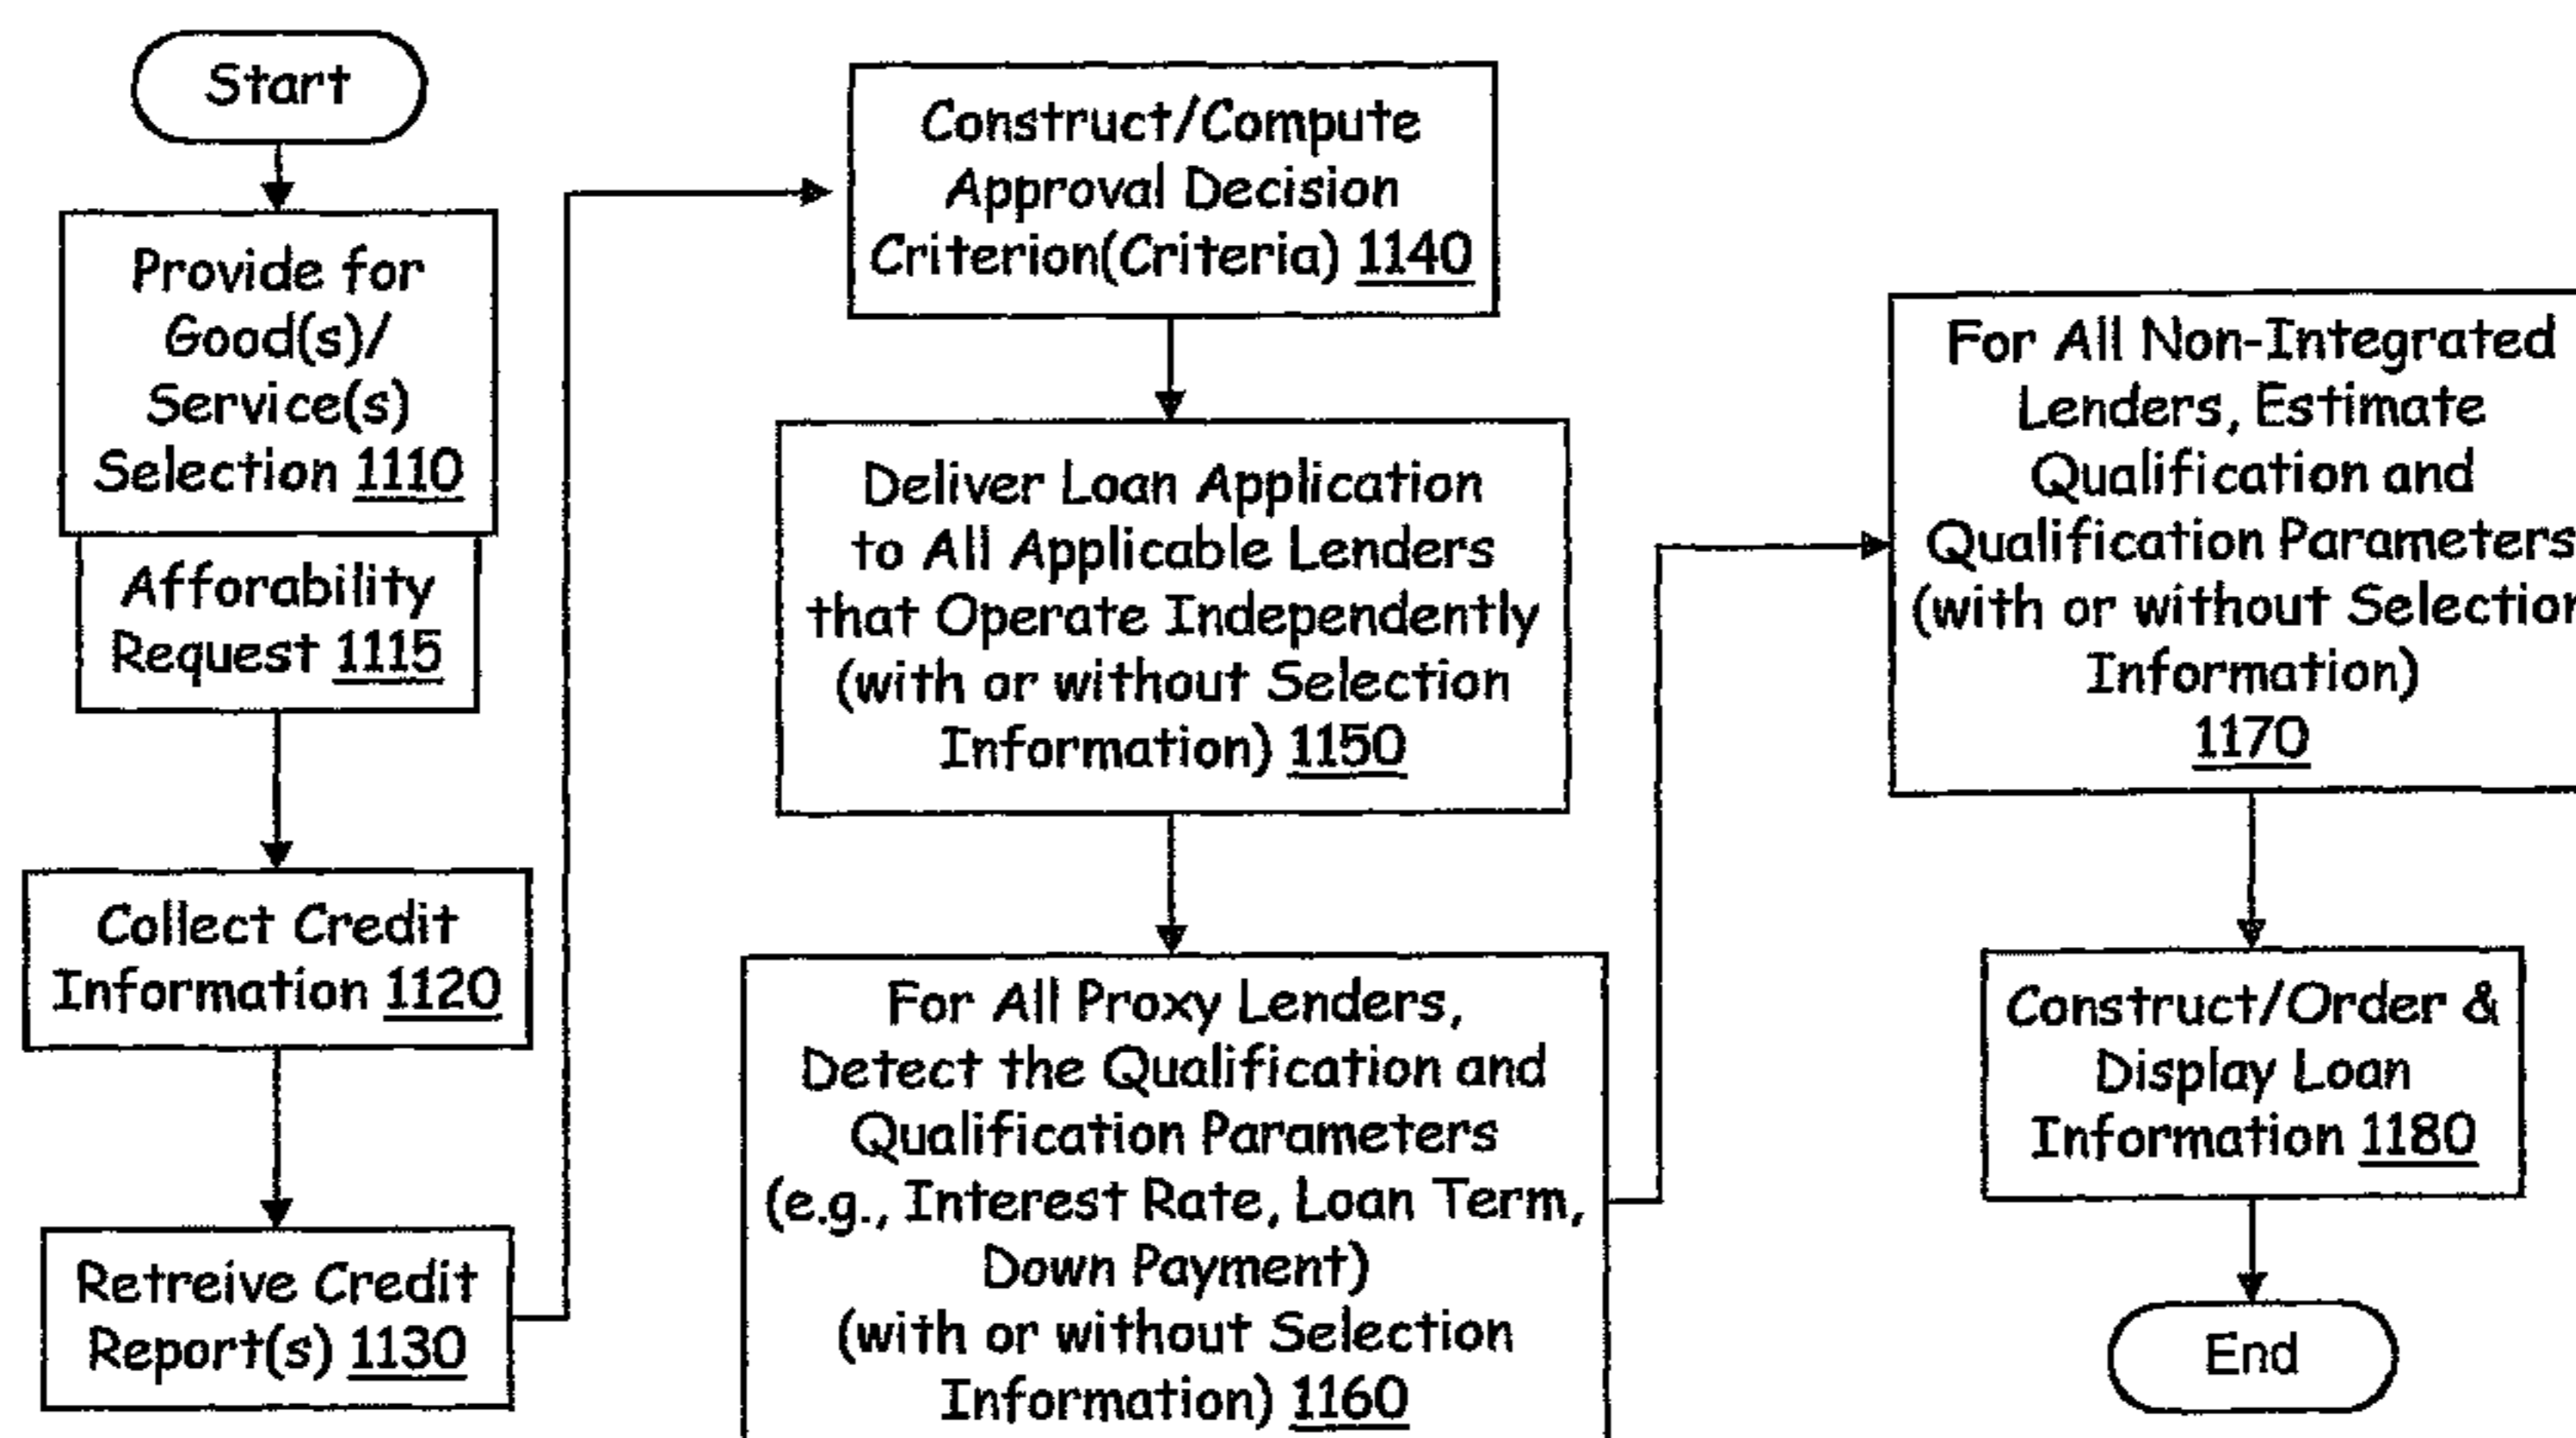 Start
Provide for
Good(s)/
Service(s)
Selection 1110
Afforability
Request 1115
Collect Credit
Information 1120
Retreive Credit
Report(s) 1130
Construct/Compute
Approval Decision
Criterion(Criteria) 1140
Deliver Loan Application
to All Applicable Lenders
that Operate Independently
(with or without Selection
Information) 1150
For All Proxy Lenders,
Detect the Qualification and
Qualification Parameters
(e.g., Interest Rate, Loan Term,
Down Payment)
(with or without Selection
Information) 1160
For All Non-Integrated
Lenders, Estimate
Qualification and
Qualification Parameters
(with or without Selection
Information)
1170
Construct/Order &
Display Loan
Information 1180
End